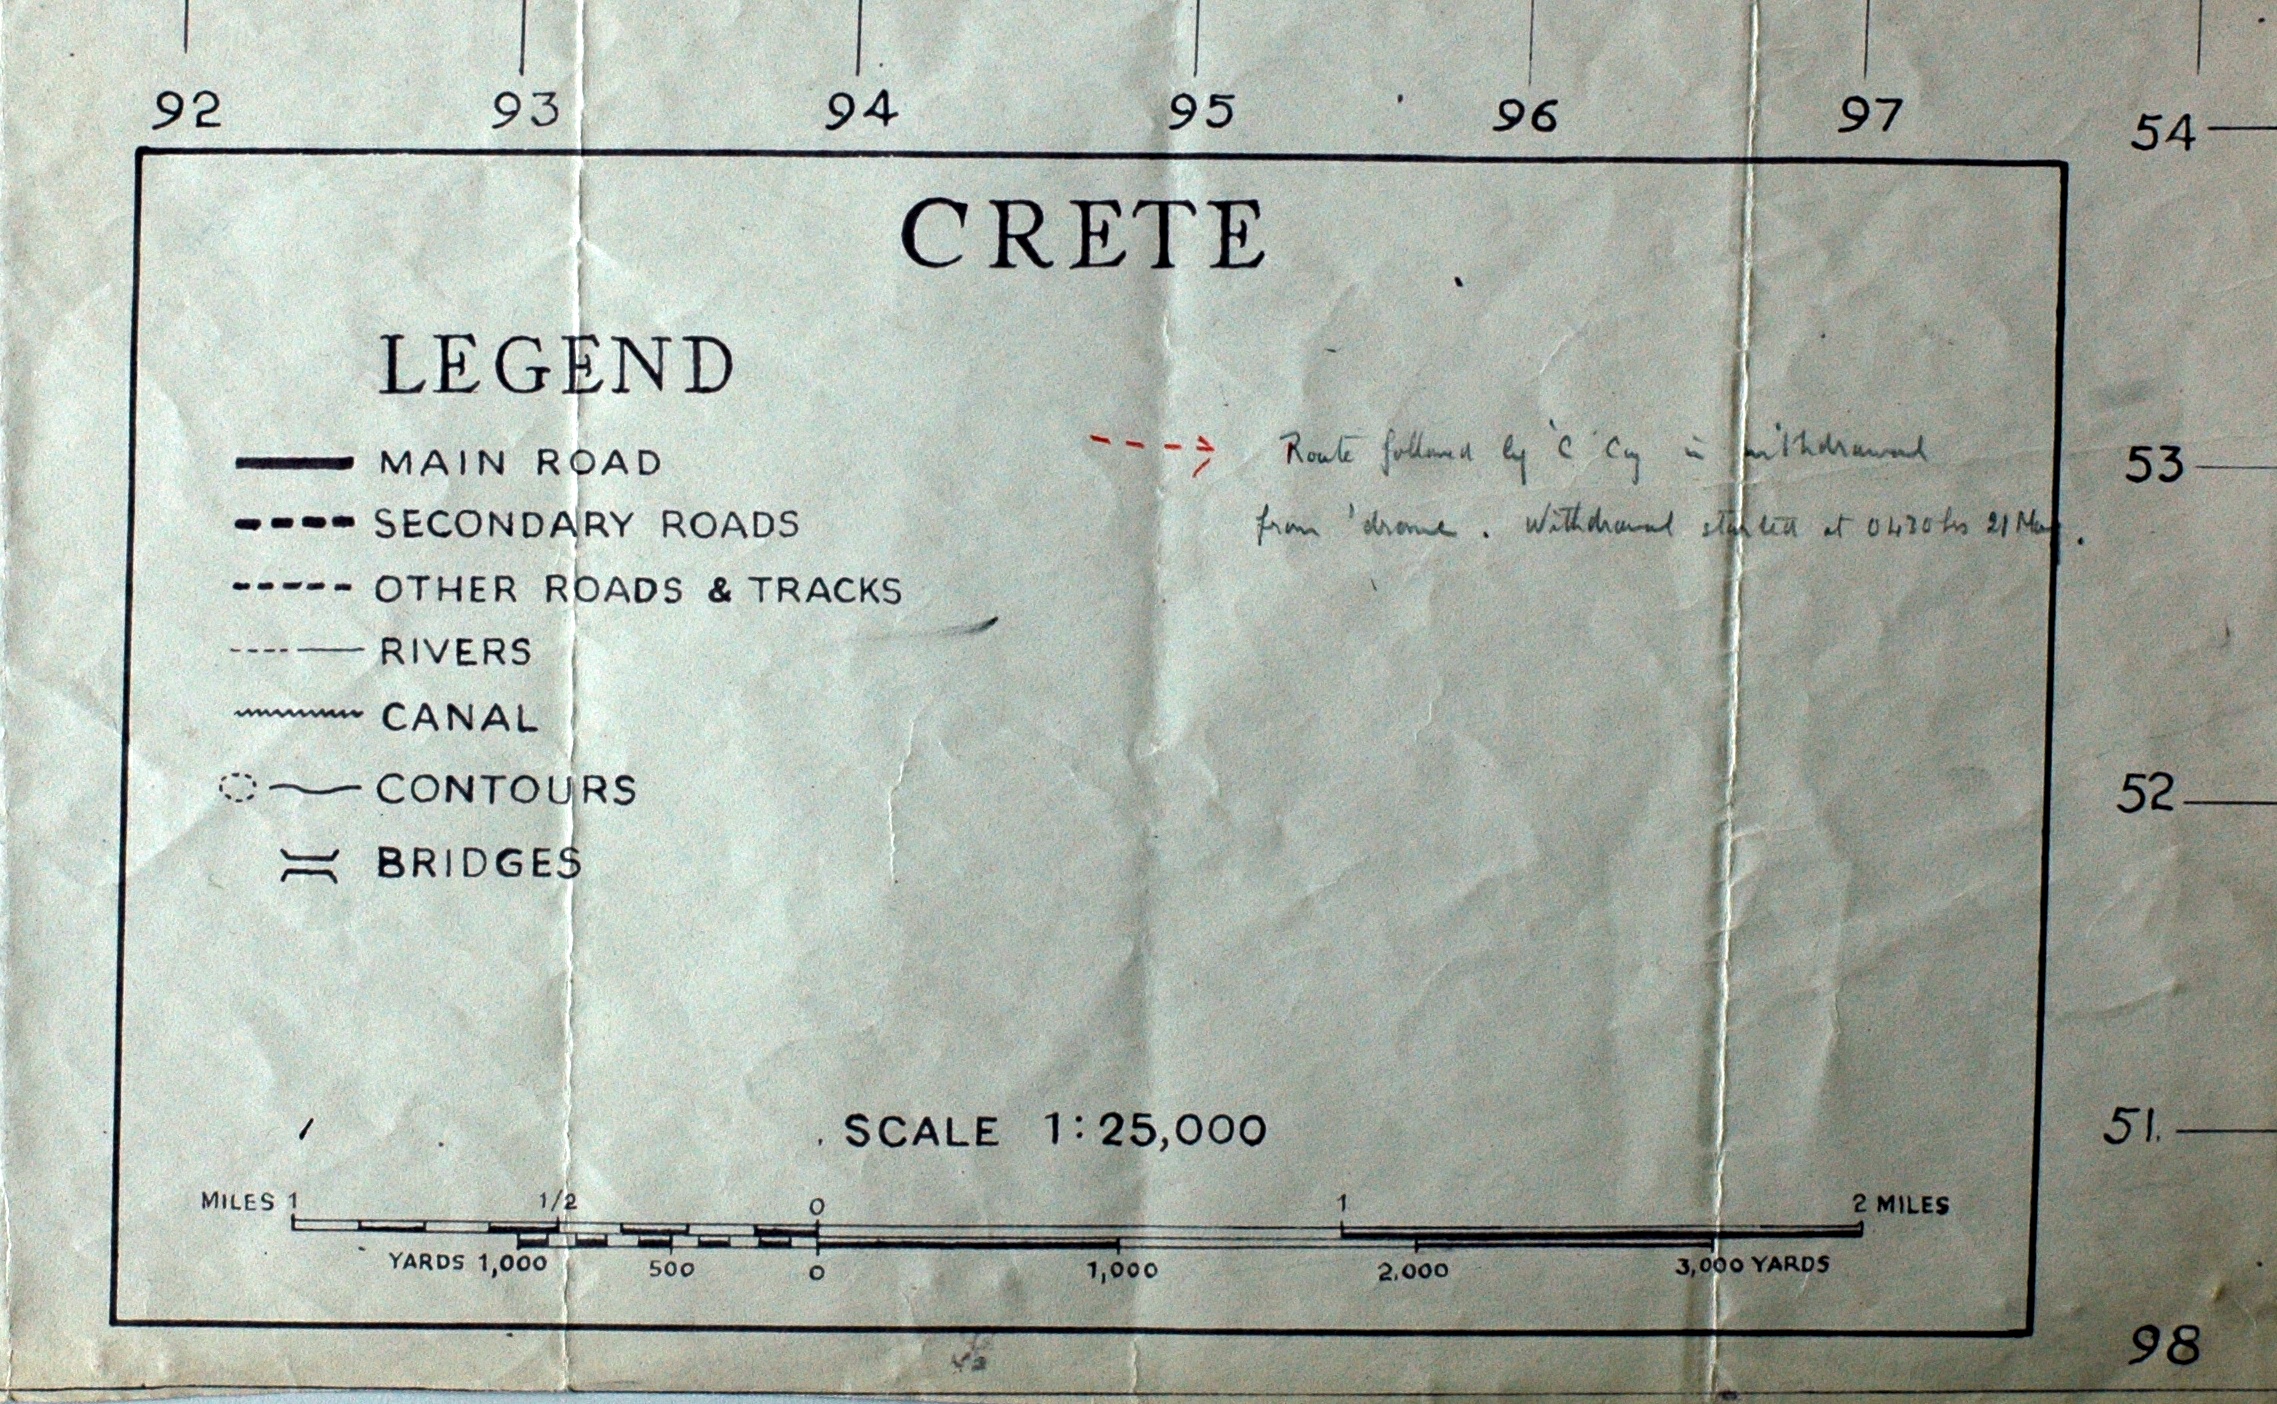 92 93 94 95 96 97
54
CRETE
LEGEND
MAIN ROAD
Route followed by 'C' Coy in withdrawal
53
SECONDARY ROADS
from 'drome. Withdrawal started at 0430 hrs 21 May.
OTHER ROADS & TRACKS
RIVERS
CANAL
CONTOURS
52
BRIDGES
SCALE 1:25,000
51.
MILES 1 1/2 0 1 2 MILES
YARDS 1,000 500 0 1,000 2,000 3,000 YARDS
98